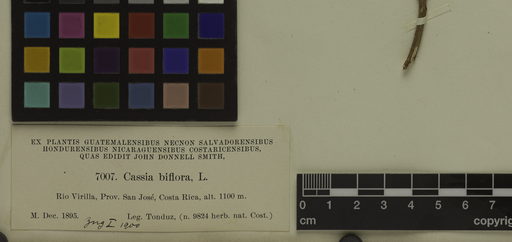 EX PLANTIS GUATEMALENSIBUS NECNON SALVADORENSIBUS
HONDURENSIBUS NICARAGUENSIBUS COSTARICENSIBUS,
QUAS EDIDIT JOHN DONNELL SMITH.
7007. Cassia biflora, L.
Rio Virilla, Prov. San José, Costa Rica, alt. 1100 m.
M. Dec. 1895. Leg. Tonduz, (n. 9824 herb. nat. Cost.)
1900
0 1 2 3 4 5 6 7
cm copyrig